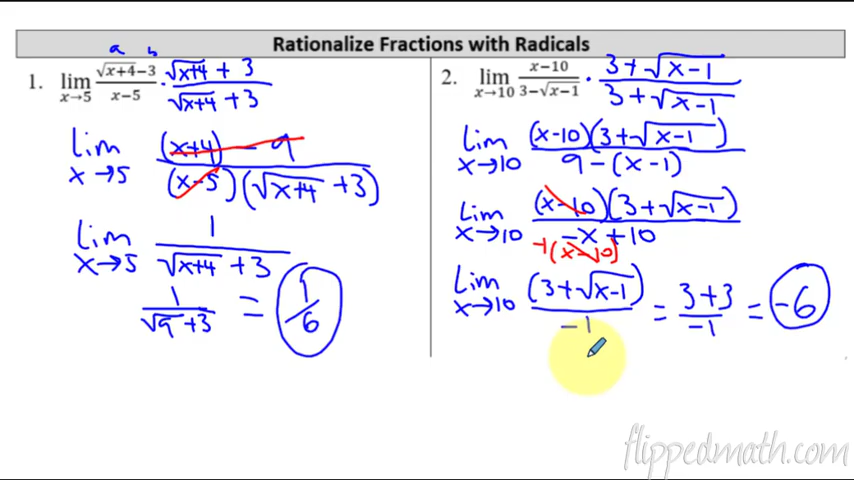 Rationalize Fractions with Radicals
a b
1. lim x→5 (√(x+4) − 3)/(x−5) · (√(x+4) + 3)/(√(x+4) + 3)
lim x→5 ((x+4) − 9)/((x−5)(√(x+4) + 3))
lim x→5 1/(√(x+4) + 3)
1/(√9 + 3) = 1/6
2. lim x→10 (x−10)/(3−√(x−1)) · (3+√(x−1))/(3+√(x−1))
lim x→10 ((x−10)(3+√(x−1)))/(9 − (x−1))
lim x→10 ((x−10)(3+√(x−1)))/(−x+10)
−1(x−10)
lim x→10 (3+√(x−1))/(−1) = (3+3)/(−1) = −6
flippedmath.com